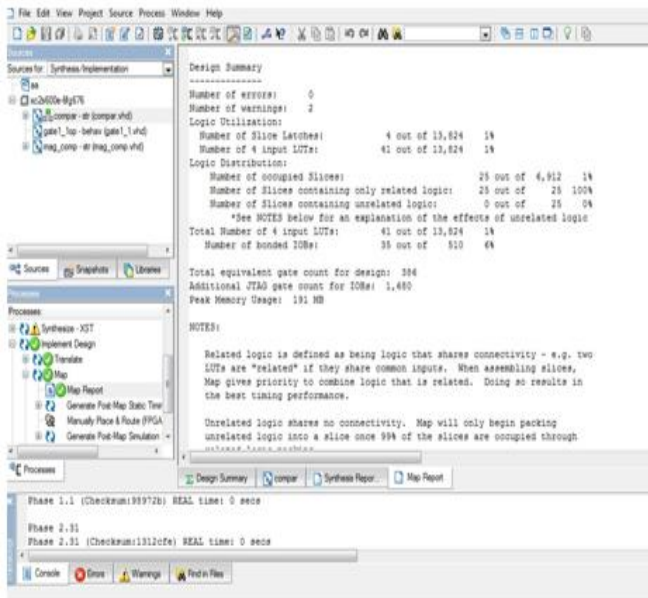 File Edit View Project Source Process Window Help
Sources
Sources for: Synthesis/Implementation
aa
xc2v600e-8fg676
compar - str (compar.vhd)
gate1_1op - behav (gate1_1.vhd)
mag_comp - str (mag_comp.vhd)
Sources Snapshots Libraries
Processes
Processes:
Synthesize - XST
Implement Design
Translate
Map
Map Report
Generate Post-Map Static Timi
Manually Place & Route (FPGA
Generate Post-Map Simulation
Processes
Design Summary
--------------
Number of errors: 0
Number of warnings: 2
Logic Utilization:
Number of Slice Latches: 4 out of 13,824 1%
Number of 4 input LUTs: 41 out of 13,824 1%
Logic Distribution:
Number of occupied Slices: 25 out of 6,912 1%
Number of Slices containing only related logic: 25 out of 25 100%
Number of Slices containing unrelated logic: 0 out of 25 0%
*See NOTES below for an explanation of the effects of unrelated logic
Total Number of 4 input LUTs: 41 out of 13,824 1%
Number of bonded IOBs: 35 out of 510 6%
Total equivalent gate count for design: 386
Additional JTAG gate count for IOBs: 1,680
Peak Memory Usage: 191 MB
NOTES:
Related logic is defined as being logic that shares connectivity - e.g. two
LUTs are "related" if they share common inputs. When assembling slices,
Map gives priority to combine logic that is related. Doing so results in
the best timing performance.
Unrelated logic shares no connectivity. Map will only begin packing
unrelated logic into a slice once 99% of the slices are occupied through
Design Summary compar Synthesis Repor... Map Report
Phase 1.1 (Checksum:98972b) REAL time: 0 secs
Phase 2.31
Phase 2.31 (Checksum:1312cfe) REAL time: 0 secs
Console Errors Warnings Find in Files